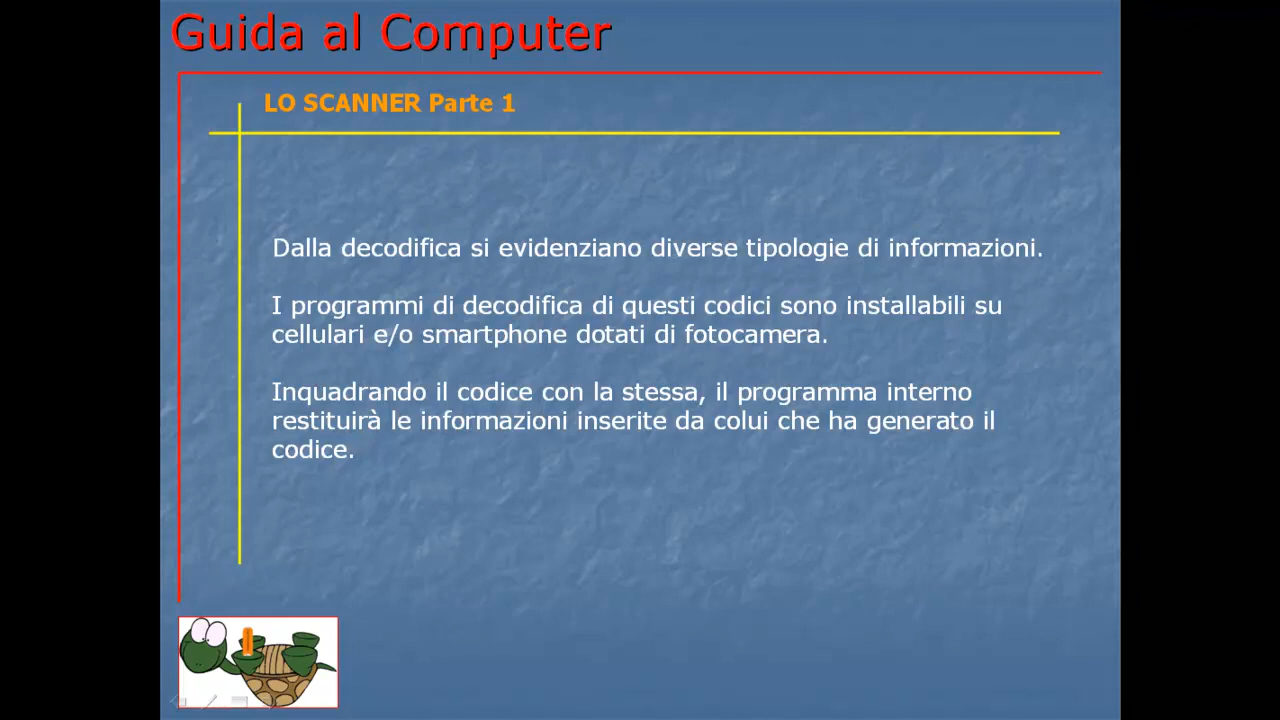 Guida al Computer
LO SCANNER Parte 1
Dalla decodifica si evidenziano diverse tipologie di informazioni.
I programmi di decodifica di questi codici sono installabili su
cellulari e/o smartphone dotati di fotocamera.
Inquadrando il codice con la stessa, il programma interno
restituirà le informazioni inserite da colui che ha generato il
codice.